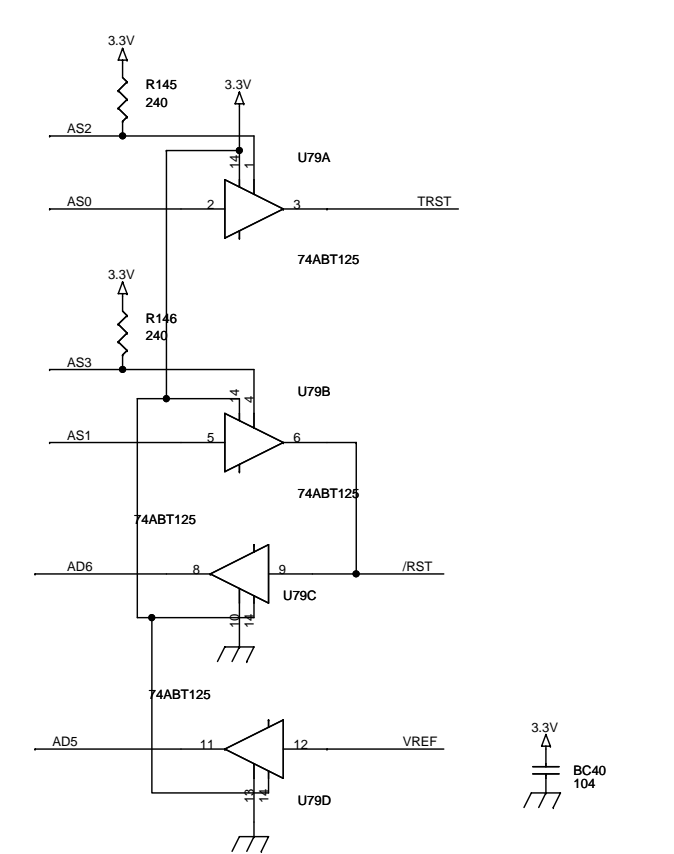 3.3V
R145
240
3.3V
AS2
14
1
U79A
AS0
2
3
TRST
74ABT125
3.3V
R146
240
AS3
14
4
U79B
AS1
5
6
74ABT125
74ABT125
AD6
8
9
/RST
U79C
10
14
74ABT125
AD5
11
12
VREF
3.3V
BC40
104
13
14
U79D